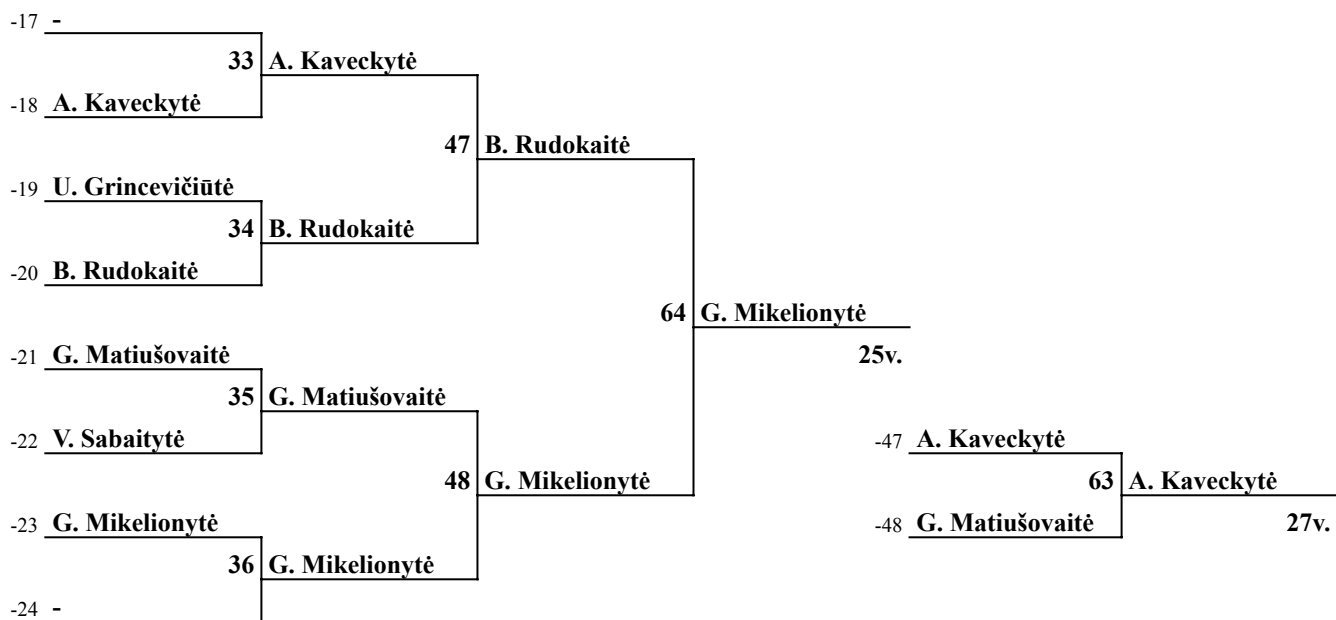 -17 -
33 A. Kaveckytė
-18 A. Kaveckytė
47 B. Rudokaitė
-19 U. Grincevičiūtė
34 B. Rudokaitė
-20 B. Rudokaitė
64 G. Mikelionytė
25v.
-21 G. Matiušovaitė
35 G. Matiušovaitė
-22 V. Sabaitytė
48 G. Mikelionytė
-23 G. Mikelionytė
36 G. Mikelionytė
-24 -
-47 A. Kaveckytė
63 A. Kaveckytė
-48 G. Matiušovaitė
27v.